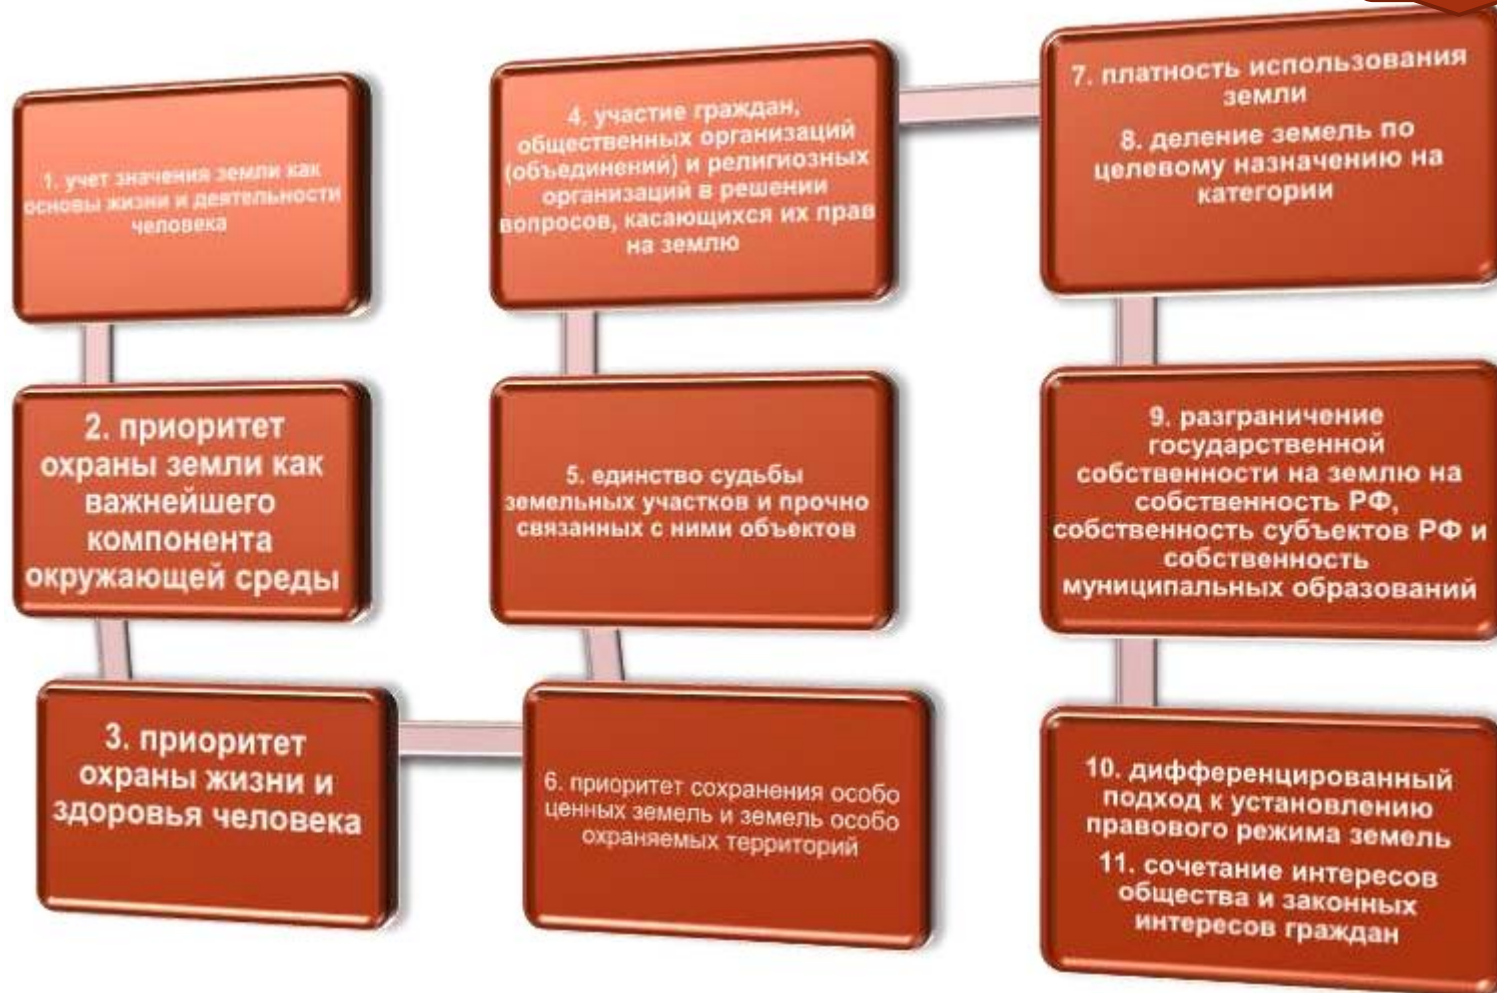 1. учет значения земли как
основы жизни и деятельности
человека
2. приоритет
охраны земли как
важнейшего
компонента
окружающей среды
3. приоритет
охраны жизни и
здоровья человека
4. участие граждан,
общественных организаций
(объединений) и религиозных
организаций в решении
вопросов, касающихся их прав
на землю
5. единство судьбы
земельных участков и прочно
связанных с ними объектов
6. приоритет сохранения особо
ценных земель и земель особо
охраняемых территорий
7. платность использования
земли
8. деление земель по
целевому назначению на
категории
9. разграничение
государственной
собственности на землю на
собственность РФ,
собственность субъектов РФ и
собственность
муниципальных образований
10. дифференцированный
подход к установлению
правового режима земель
11. сочетание интересов
общества и законных
интересов граждан